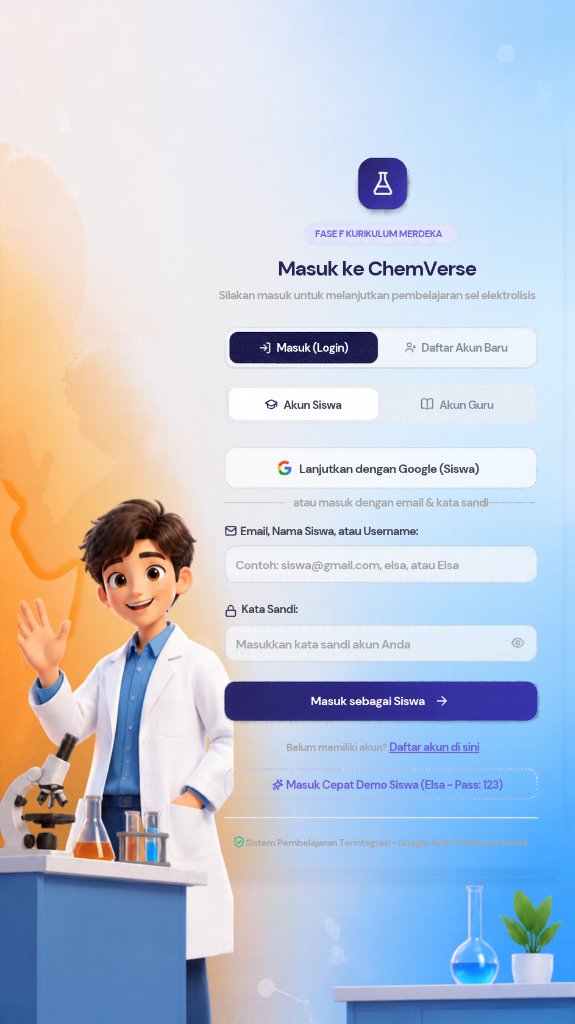 FASE F KURIKULUM MERDEKA
Masuk ke ChemVerse
Silakan masuk untuk melanjutkan pembelajaran sel elektrolisis
Masuk (Login)
Daftar Akun Baru
Akun Siswa
Akun Guru
Lanjutkan dengan Google (Siswa)
atau masuk dengan email & kata sandi
Email, Nama Siswa, atau Username:
Contoh: siswa@gmail.com, elsa, atau Elsa
Kata Sandi:
Masukkan kata sandi akun Anda
Masuk sebagai Siswa
Belum memiliki akun? Daftar akun di sini
Masuk Cepat Demo Siswa (Elsa - Pass: 123)
Sistem Pembelajaran Terintegrasi • Google Auth & Cloud